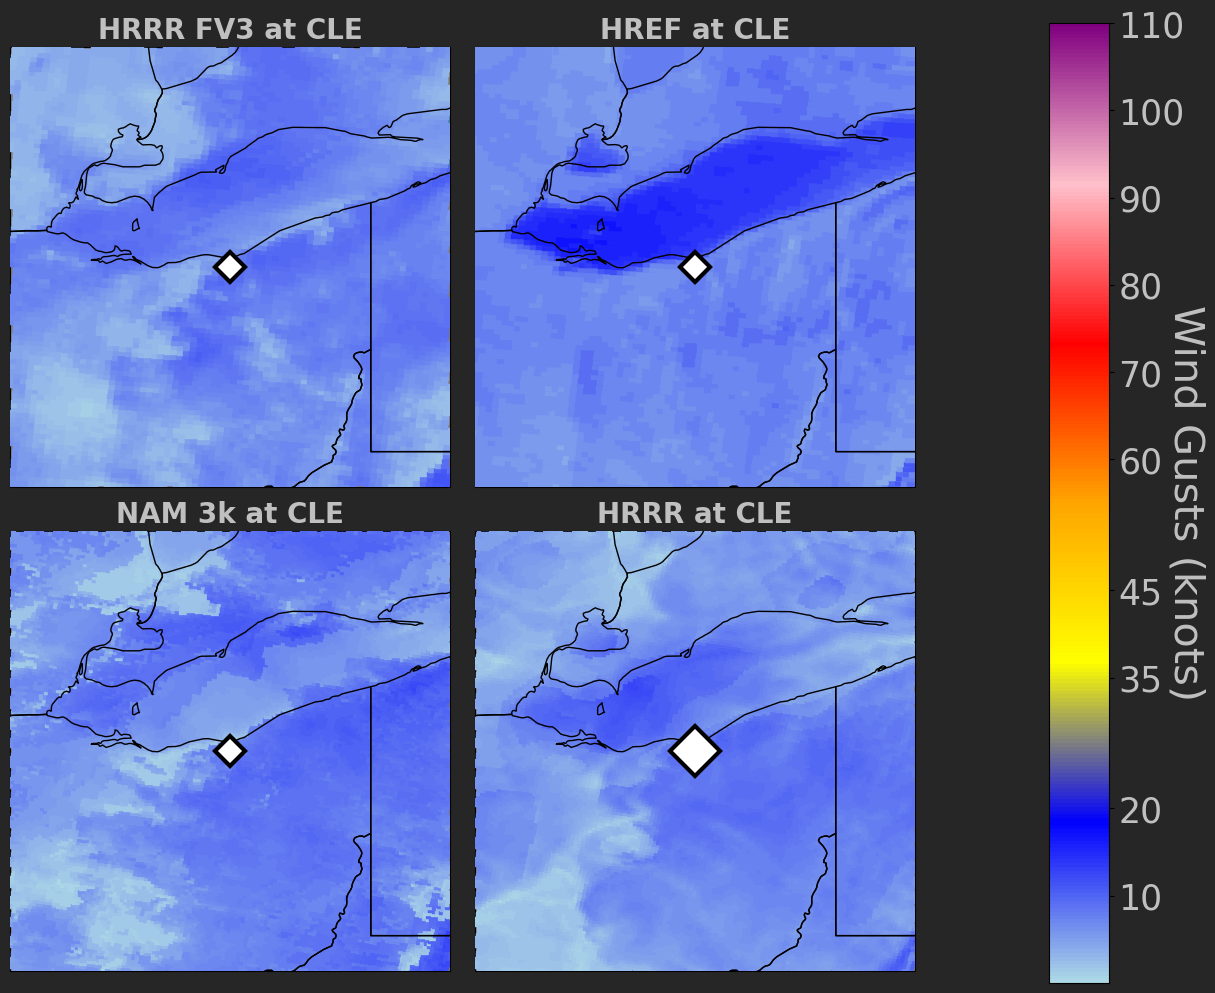 HRRR FV3 at CLE
HREF at CLE
NAM 3k at CLE
HRRR at CLE
110
100
90
80
70
60
45
35
20
10
Wind Gusts (knots)